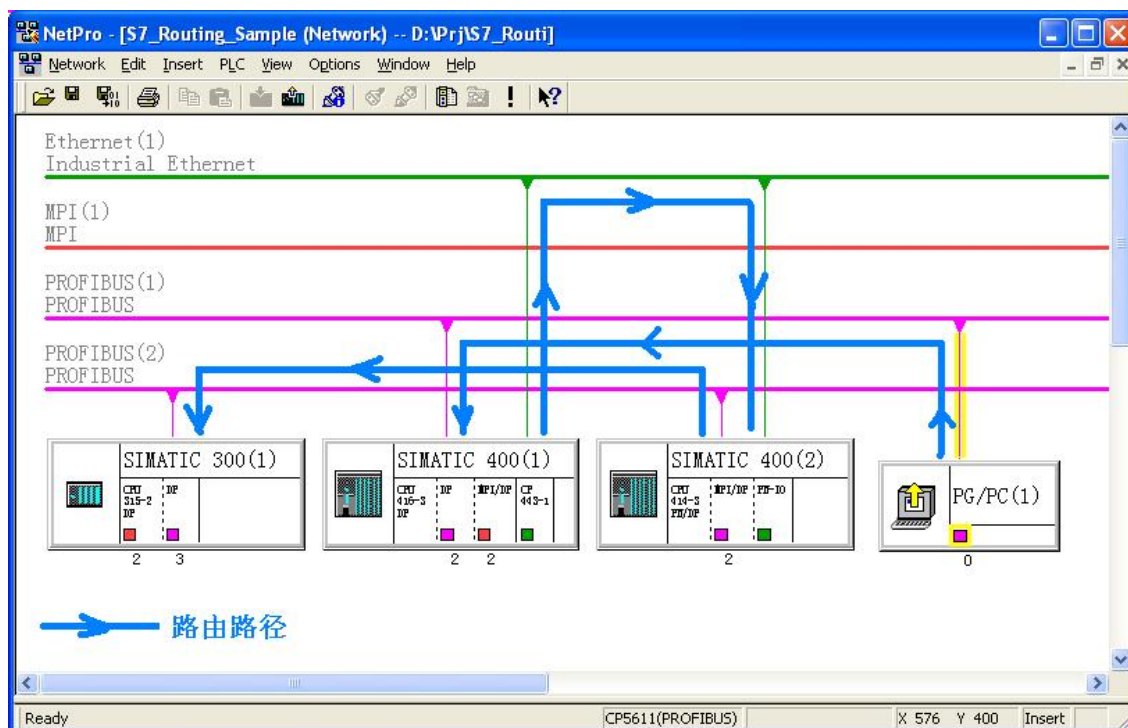 NetPro - [S7_Routing_Sample (Network) -- D:\Prj\S7_Routi]
Network Edit Insert PLC View Options Window Help
Ethernet(1)
Industrial Ethernet
MPI(1)
MPI
PROFIBUS(1)
PROFIBUS
PROFIBUS(2)
PROFIBUS
SIMATIC 300(1)
CPU
315-2
DP
DP
2 3
SIMATIC 400(1)
CPU
416-3
DP
DP
MPI/DP
CP
443-1
2 2
SIMATIC 400(2)
CPU
414-3
PN/DP
MPI/DP
PN-IO
2
PG/PC(1)
0
路由路径
Ready CP5611(PROFIBUS) X 576 Y 400 Insert